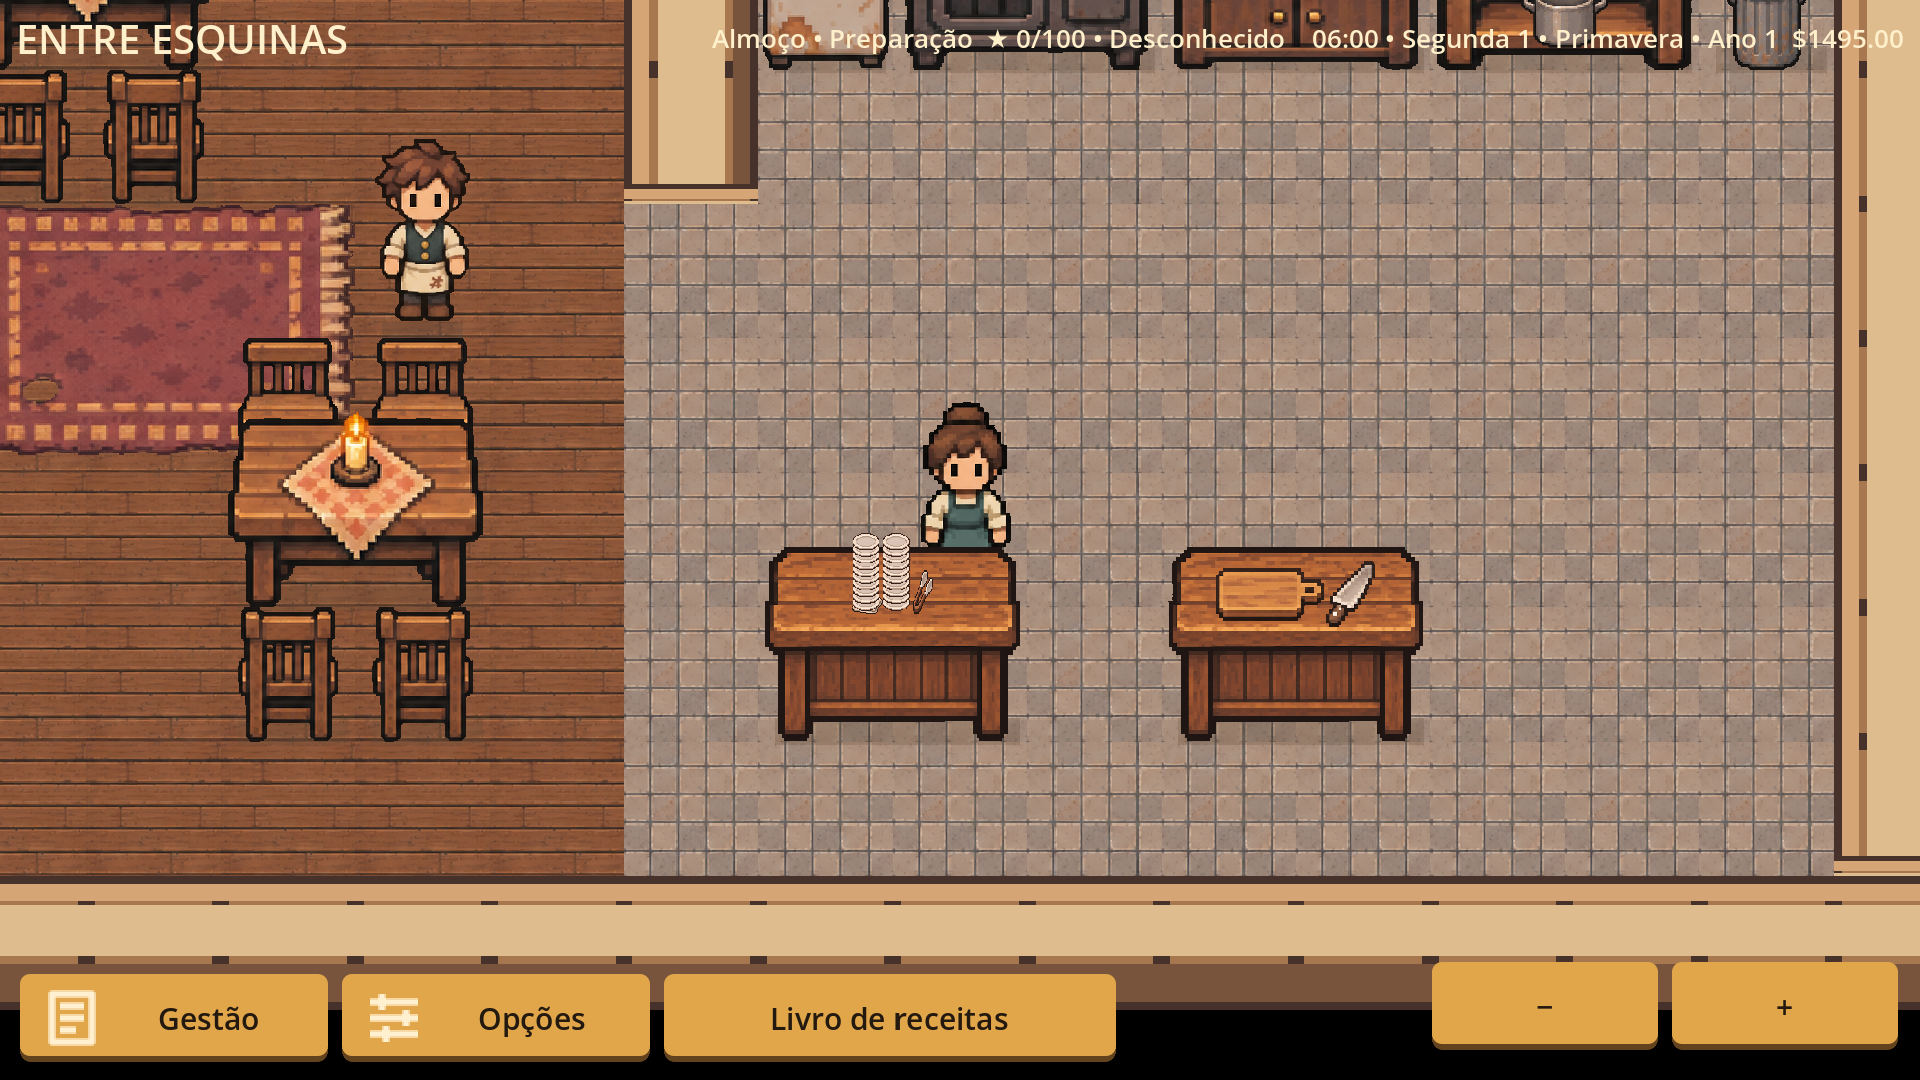 ENTRE ESQUINAS
Almoço • Preparação ★ 0/100 • Desconhecido 06:00 • Segunda 1 • Primavera • Ano 1 $1495.00
Gestão
Opções
Livro de receitas
−
+